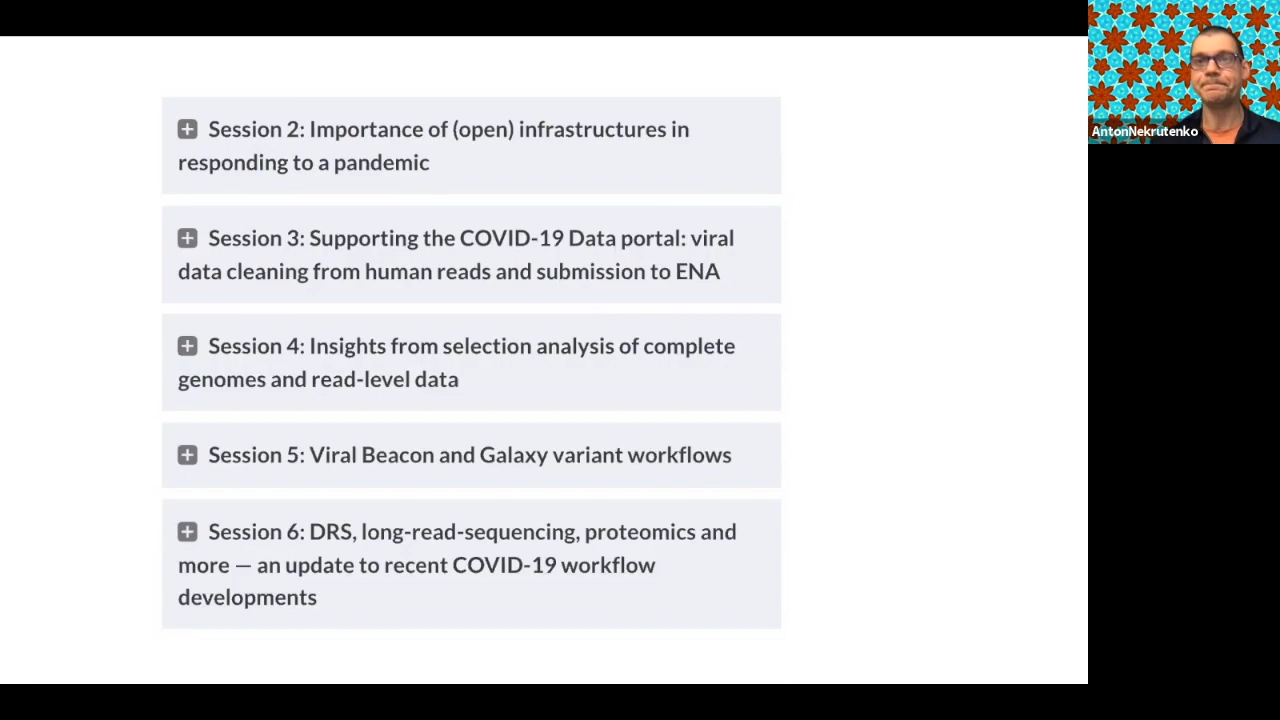 Session 2: Importance of (open) infrastructures in
responding to a pandemic
Session 3: Supporting the COVID-19 Data portal: viral
data cleaning from human reads and submission to ENA
Session 4: Insights from selection analysis of complete
genomes and read-level data
Session 5: Viral Beacon and Galaxy variant workflows
Session 6: DRS, long-read-sequencing, proteomics and
more — an update to recent COVID-19 workflow
developments
AntonNekrutenko